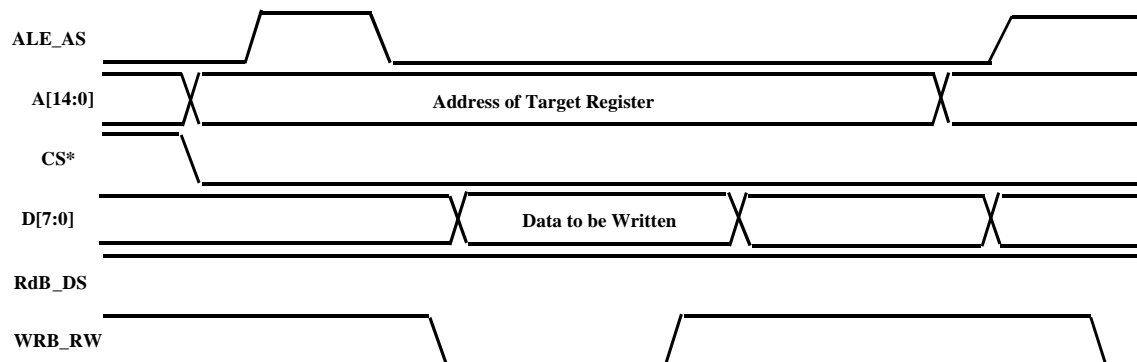 ALE_AS
A[14:0]
Address of Target Register
CS*
D[7:0]
Data to be Written
RdB_DS
WRB_RW